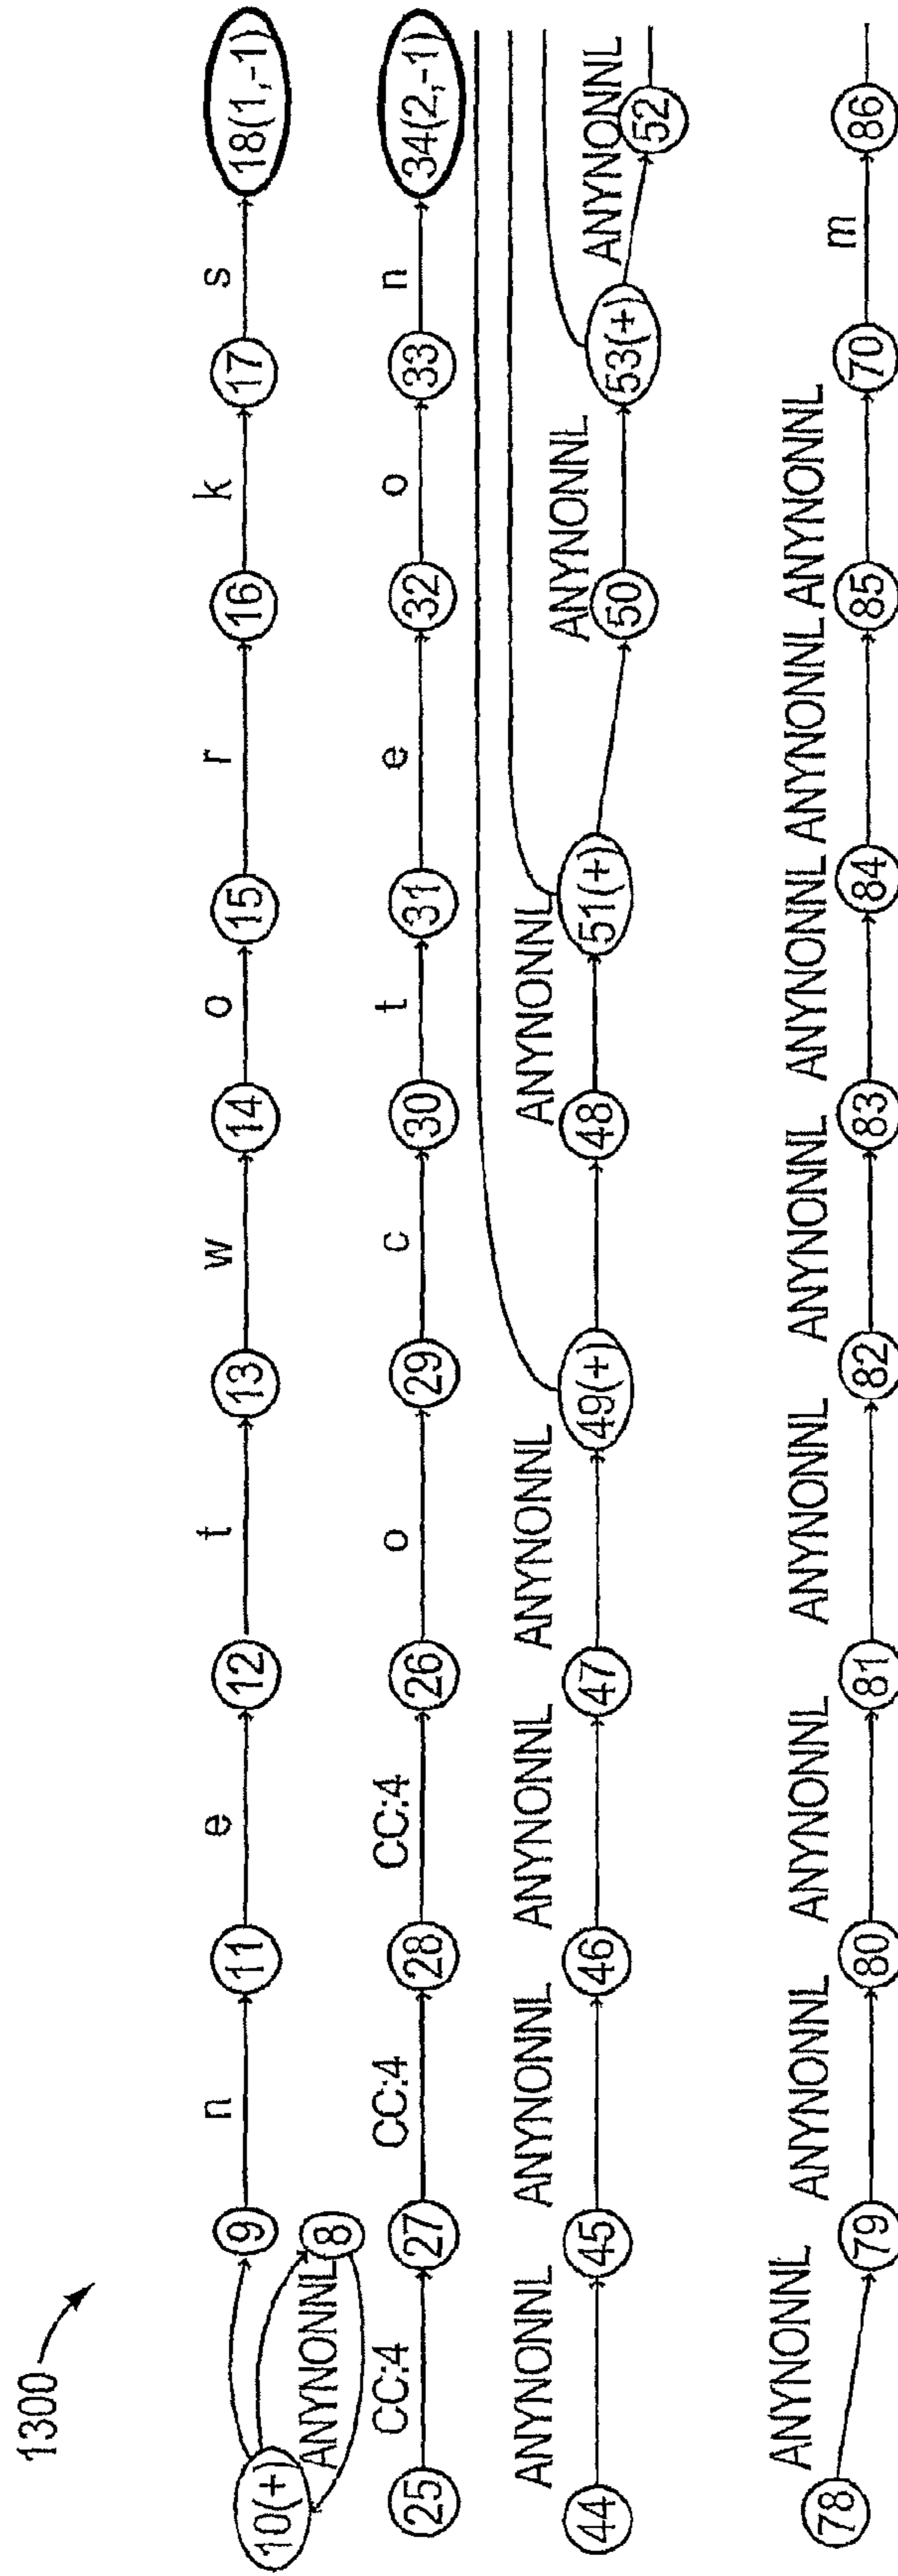 1300
n e t w o r k s
10(+) 9 11 12 13 14 15 16 17 18(1,-1)
ANYNONNL 8
CC:4 CC:4 CC:4 o c t e o n
25 27 28 26 29 30 31 32 33 34(2,-1)
ANYNONNL ANYNONNL ANYNONNL ANYNONNL ANYNONNL ANYNONNL ANYNONNL
44 45 46 47 49(+) 48 51(+) 50 53(+) 52
ANYNONNL ANYNONNL ANYNONNL ANYNONNL ANYNONNL ANYNONNL ANYNONNL ANYNONNL m
78 79 80 81 82 83 84 85 70 86